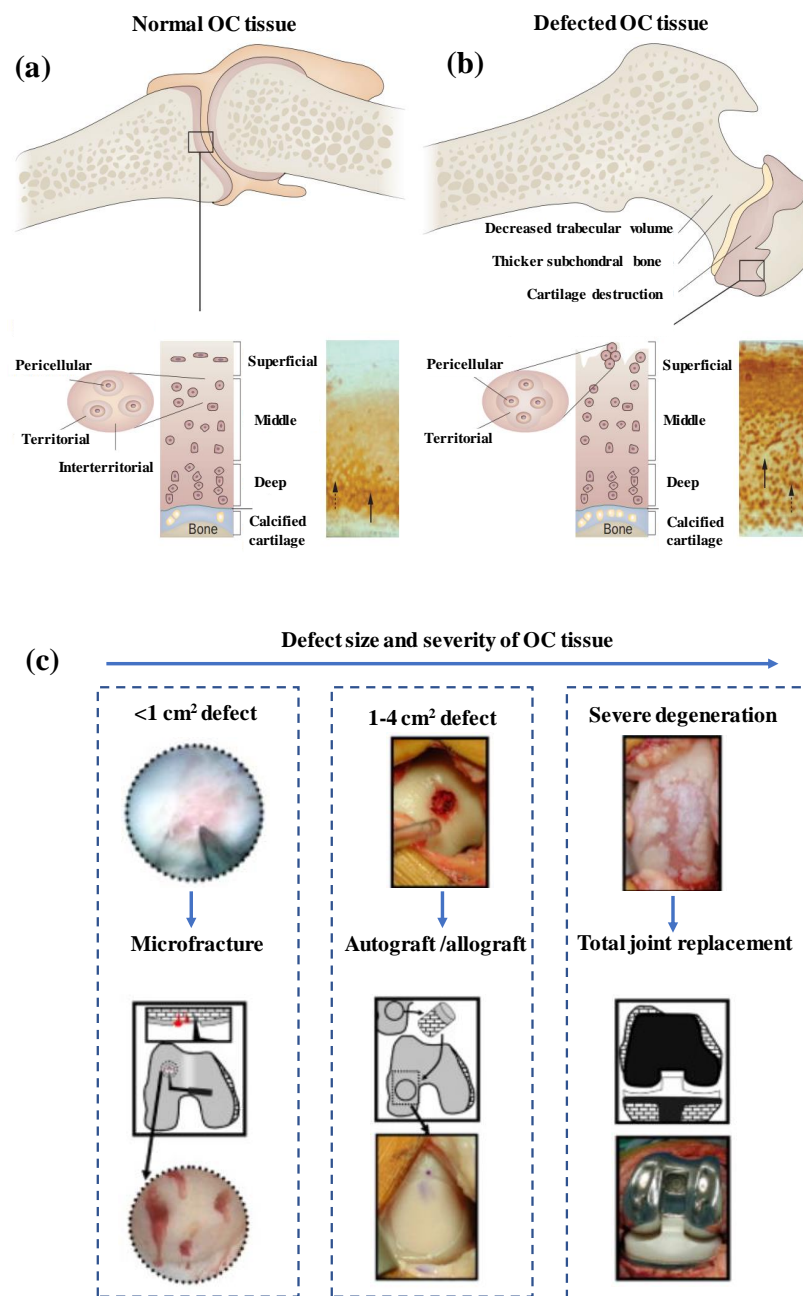 Normal OC tissue
Defected OC tissue
(a)
(b)
Decreased trabecular volume
Thicker subchondral bone
Cartilage destruction
Pericellular
Territorial
Interterritorial
Superficial
Middle
Deep
Calcified
cartilage
Bone
Pericellular
Territorial
Superficial
Middle
Deep
Calcified
cartilage
Bone
Defect size and severity of OC tissue
(c)
<1 cm² defect
1-4 cm² defect
Severe degeneration
Microfracture
Autograft /allograft
Total joint replacement